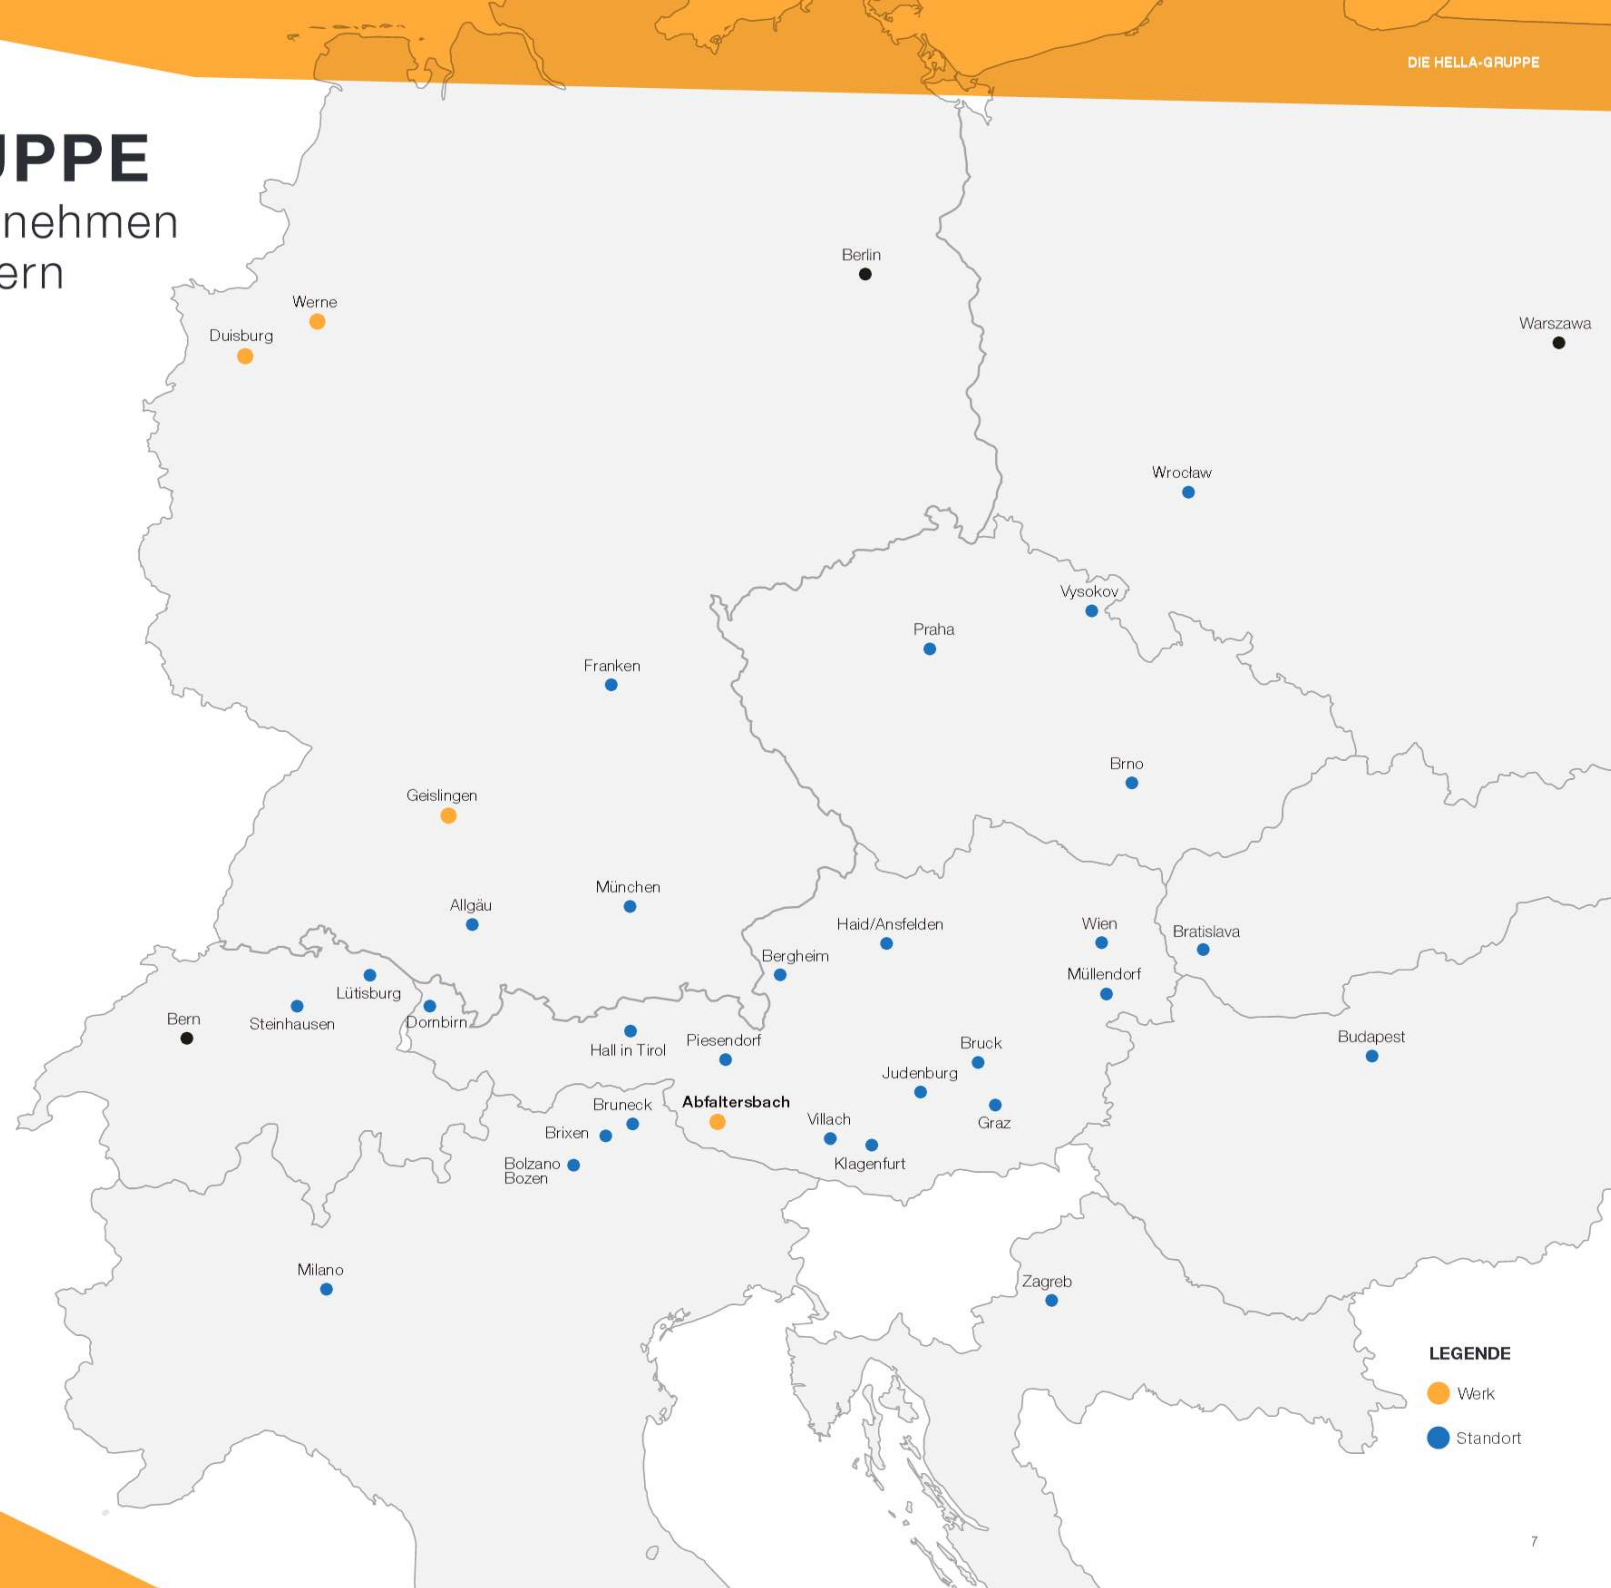 DIE HELLA-GRUPPE
UPPE
nehmen
ern
Berlin
Werne
Warszawa
Duisburg
Wrocław
Vysokov
Praha
Franken
Brno
Geislingen
München
Allgäu
Haid/Ansfelden
Wien
Bratislava
Bergheim
Müllendorf
Lütisburg
Bern
Steinhausen
Dornbirn
Hall in Tirol
Piesendorf
Bruck
Budapest
Judenburg
Abfaltersbach
Bruneck
Villach
Graz
Brixen
Klagenfurt
Bolzano
Bozen
Milano
Zagreb
LEGENDE
Werk
Standort
7